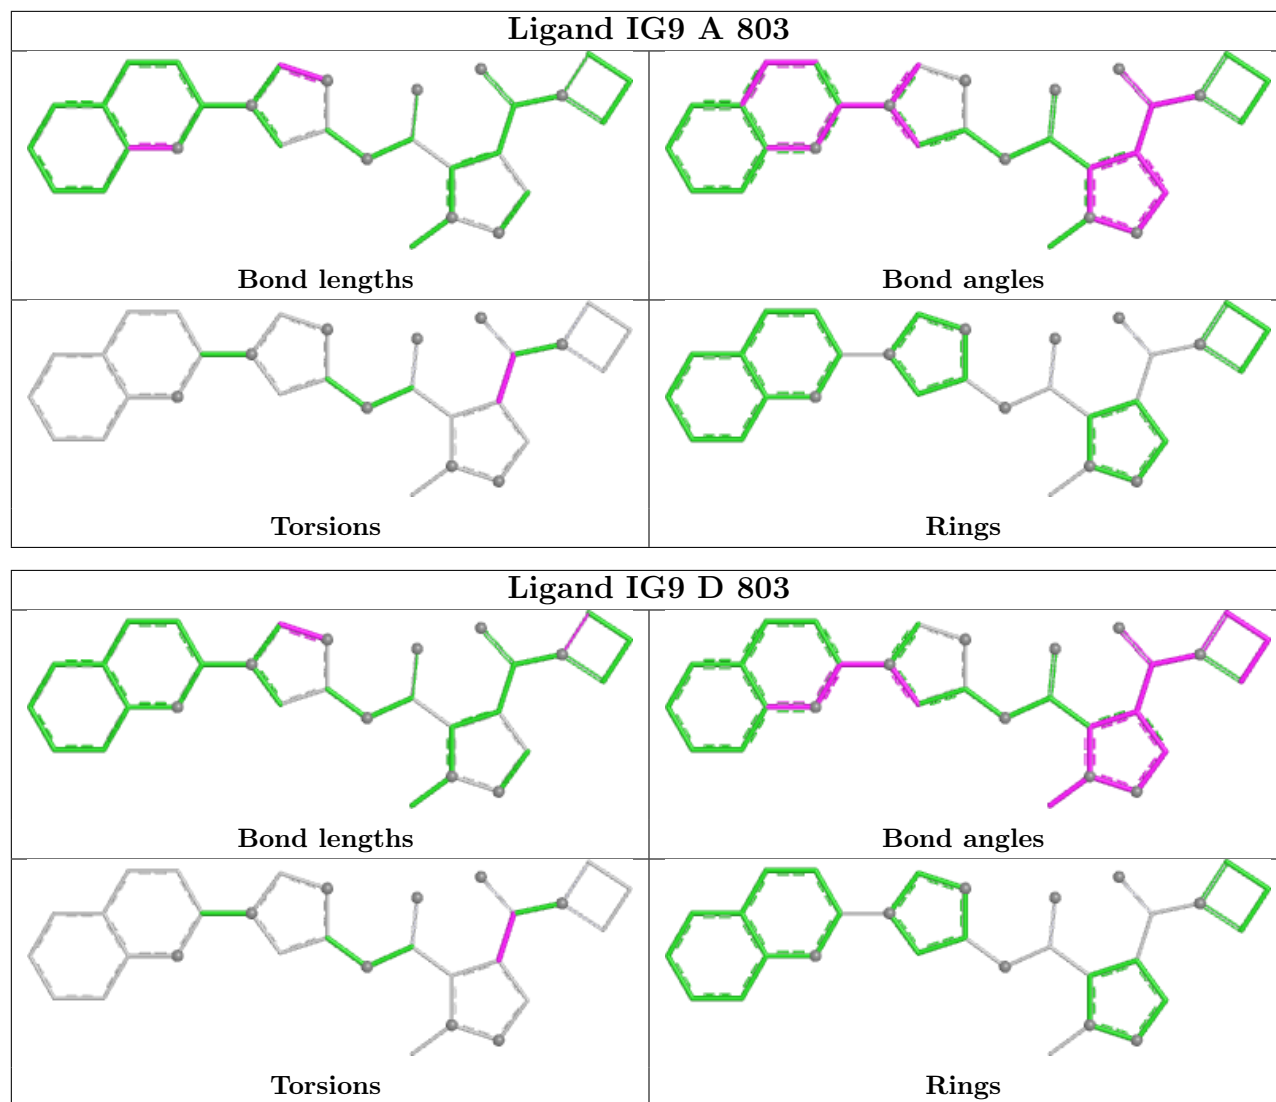 Ligand IG9 A 803
Bond lengths
Bond angles
Torsions
Rings
Ligand IG9 D 803
Bond lengths
Bond angles
Torsions
Rings